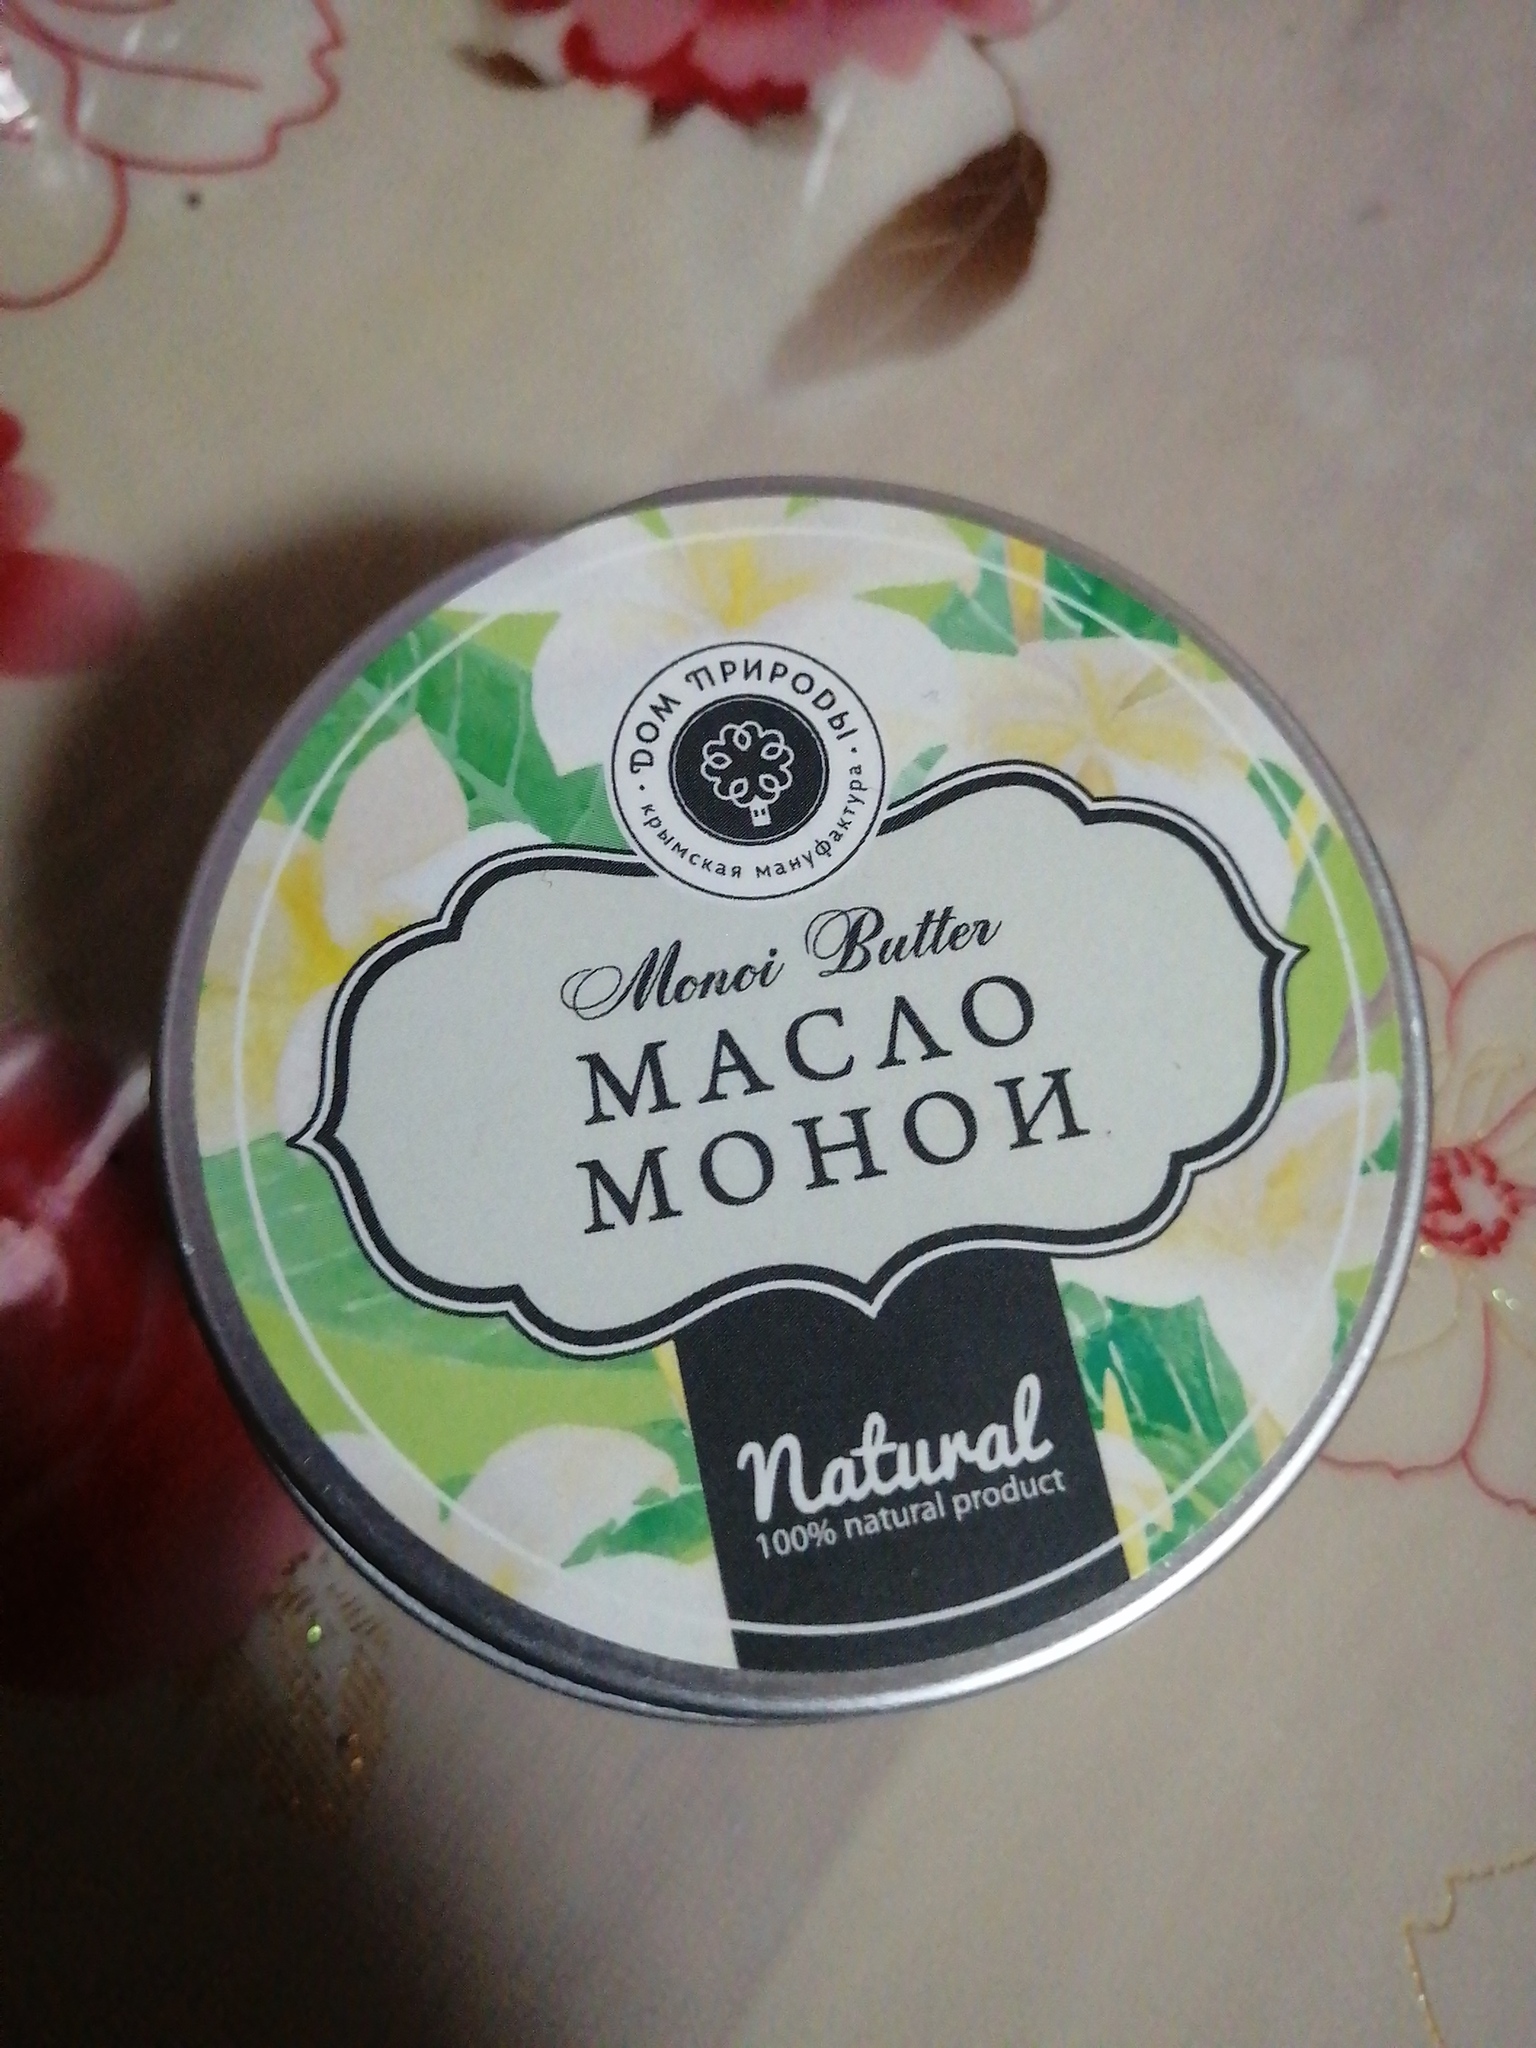 ДОМ ПРИРОДЫ
крымская мануфактура
Monoi Butter
МАСЛО
МОНОИ
Natural
100% natural product